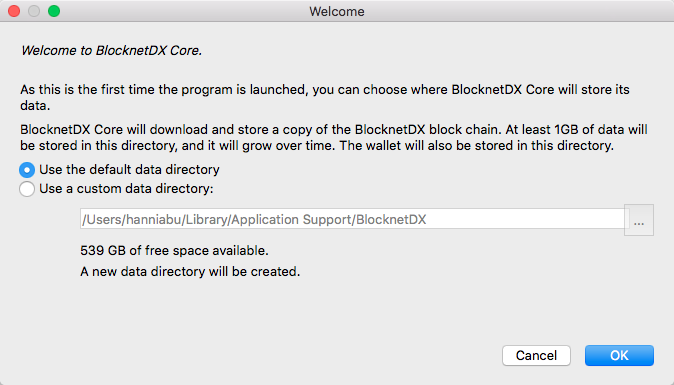 Welcome
Welcome to BlocknetDX Core.
As this is the first time the program is launched, you can choose where BlocknetDX Core will store its
data.
BlocknetDX Core will download and store a copy of the BlocknetDX block chain. At least 1GB of data will
be stored in this directory, and it will grow over time. The wallet will also be stored in this directory.
Use the default data directory
Use a custom data directory:
/Users/hanniabu/Library/Application Support/BlocknetDX
...
539 GB of free space available.
A new data directory will be created.
Cancel
OK